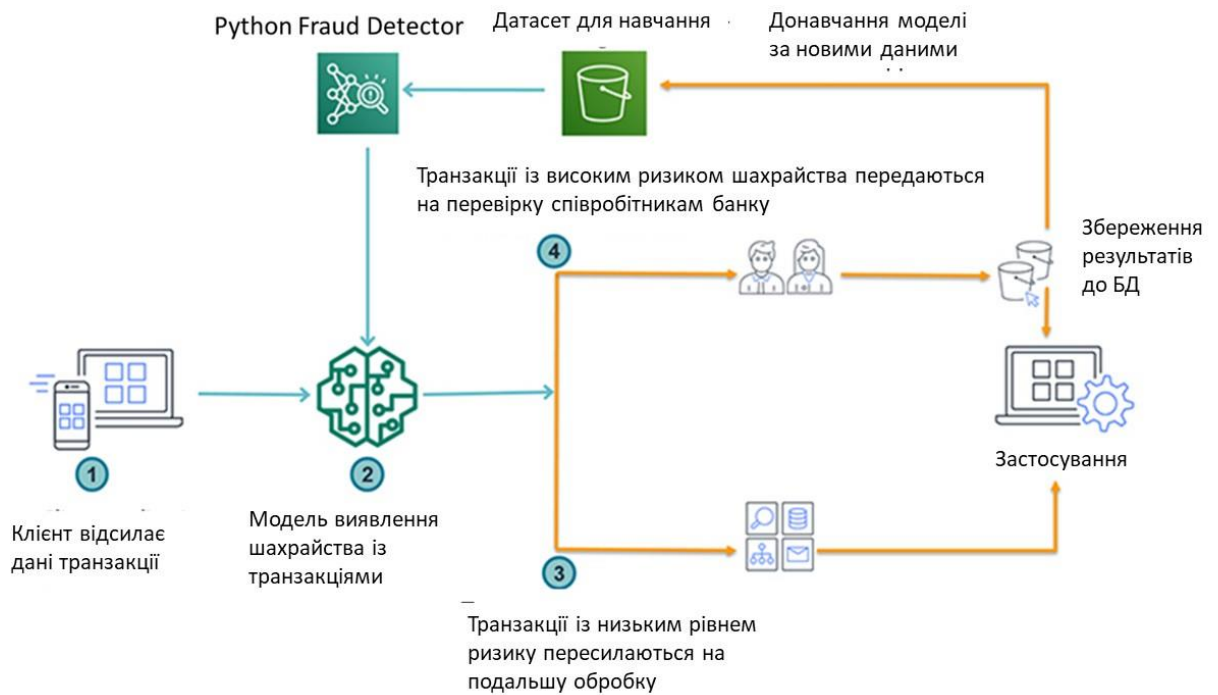 Python Fraud Detector
Датасет для навчання
Донавчання моделі
за новими даними
Транзакції із високим ризиком шахрайства передаються
на перевірку співробітникам банку
4
Збереження
результатів
до БД
1
2
Застосування
Клієнт відсилає
дані транзакції
Модель виявлення
шахрайства із
транзакціями
3
Транзакції із низьким рівнем
ризику пересилаються на
подальшу обробку